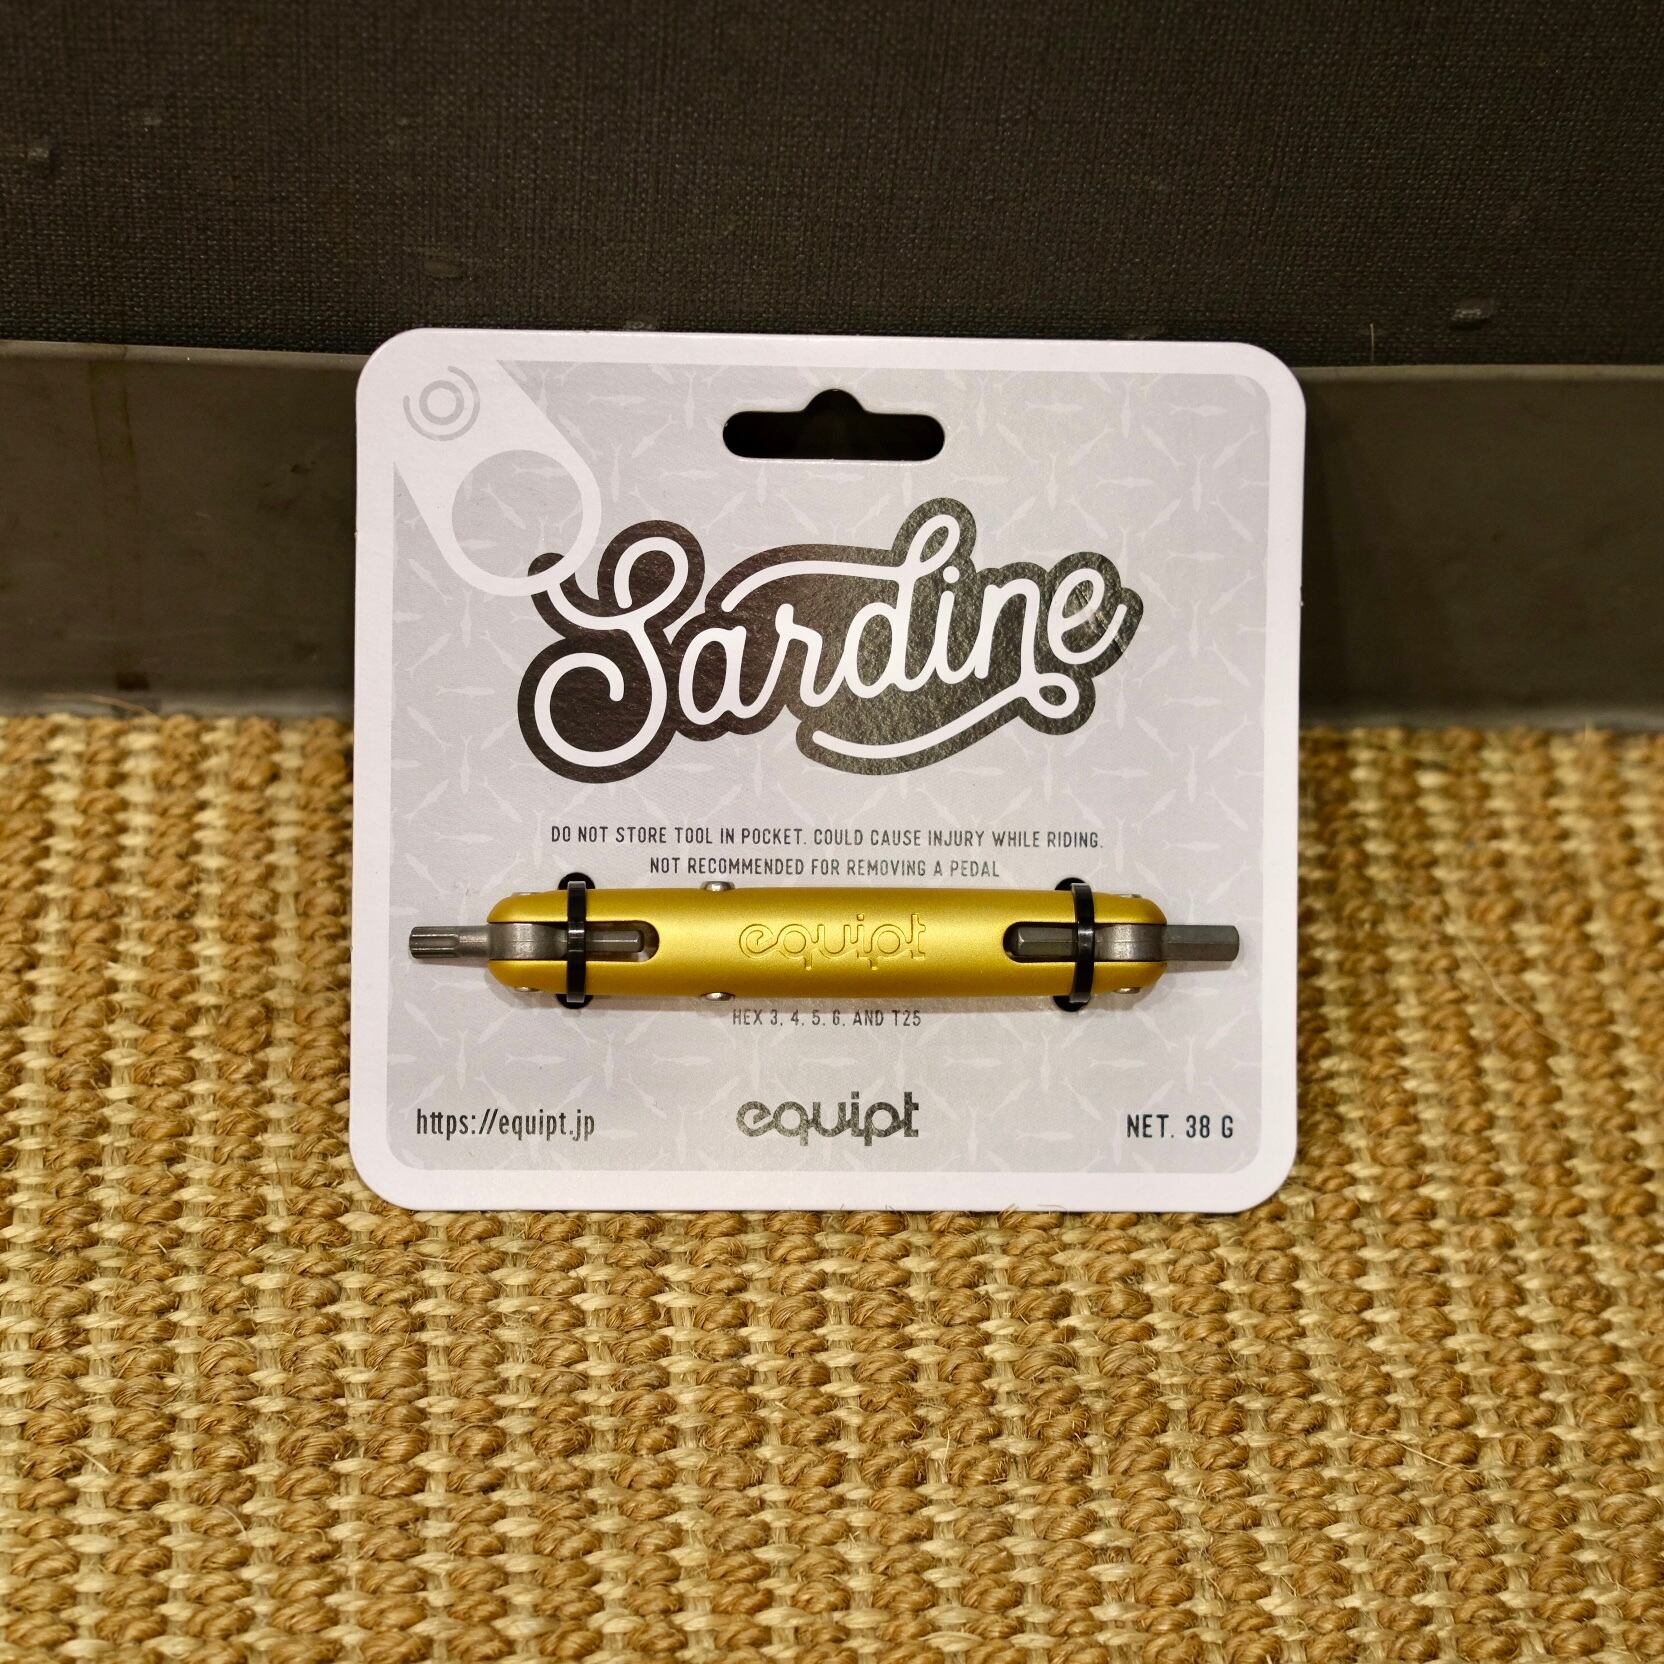 Sardine
DO NOT STORE TOOL IN POCKET. COULD CAUSE INJURY WHILE RIDING.
NOT RECOMMENDED FOR REMOVING A PEDAL
equipt
HEX 3, 4, 5, 6, AND T25
https://equipt.jp
equipt
NET. 38 G